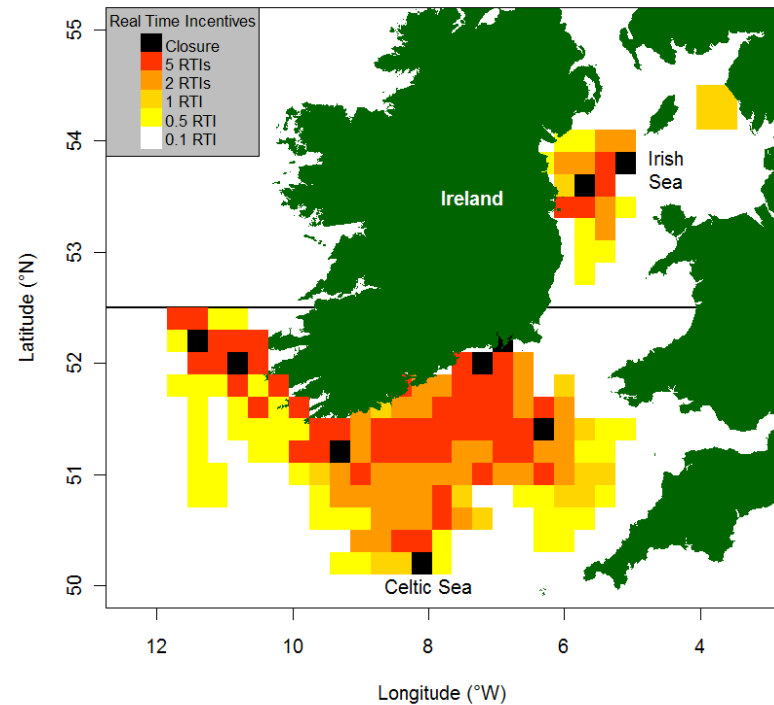 Real Time Incentives
Closure
5 RTIs
2 RTIs
1 RTI
0.5 RTI
0.1 RTI
Irish
Sea
Ireland
Celtic Sea
55
54
53
52
51
50
Latitude (°N)
12 10 8 6 4
Longitude (°W)